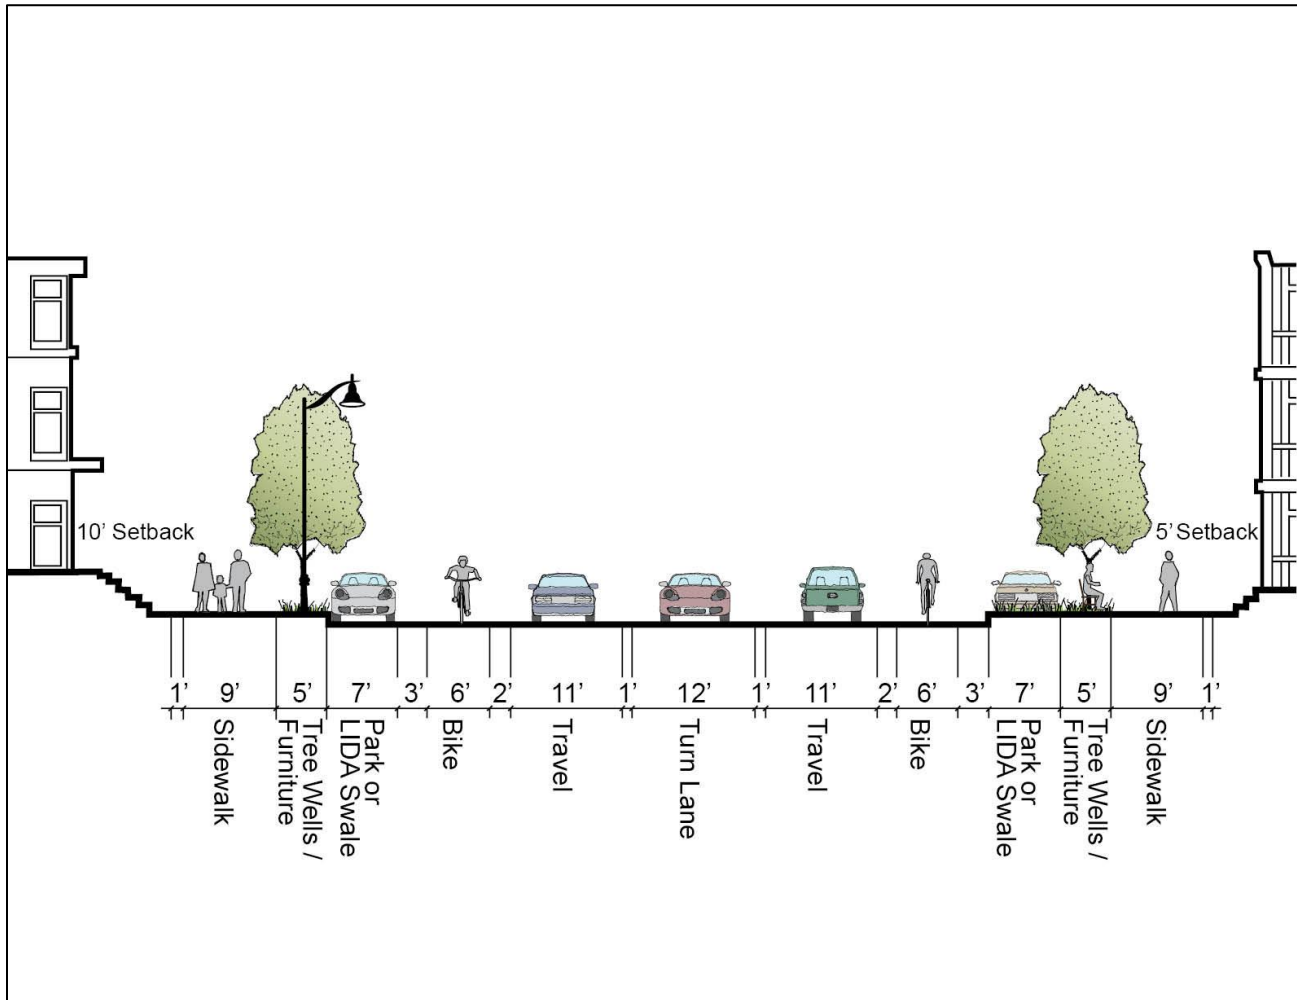 10’ Setback
5’ Setback
1’ 9’ 5’ 7’ 3’ 6’ 2’ 11’ 1’ 12’ 1’ 11’ 2’ 6’ 3’ 7’ 5’ 9’ 1’
Sidewalk
Tree Wells /
Furniture
Park or
LIDA Swale
Bike
Travel
Turn Lane
Travel
Bike
Park or
LIDA Swale
Tree Wells /
Furniture
Sidewalk